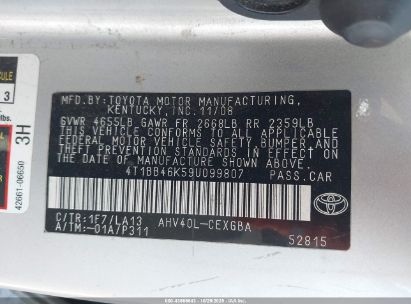 MFD.BY:TOYOTA MOTOR MANUFACTURING,
KENTUCKY, INC.11/08
GVWR 4655LB GAWR FR 2668LB RR 2359LB
THIS VEHICLE CONFORMS TO ALL APPLICABLE
FEDERAL MOTOR VEHICLE SAFETY, BUMPER, AND
THEFT PREVENTION STANDARDS IN EFFECT ON
THE DATE OF MANUFACTURE SHOWN ABOVE.
4T1BB46K59U099807 PASS.CAR
C/TR:1F7/LA13 AHV40L-CEXGBA
A/TM:-01A/P311
52815
3
lbs.
3H
42661-06650